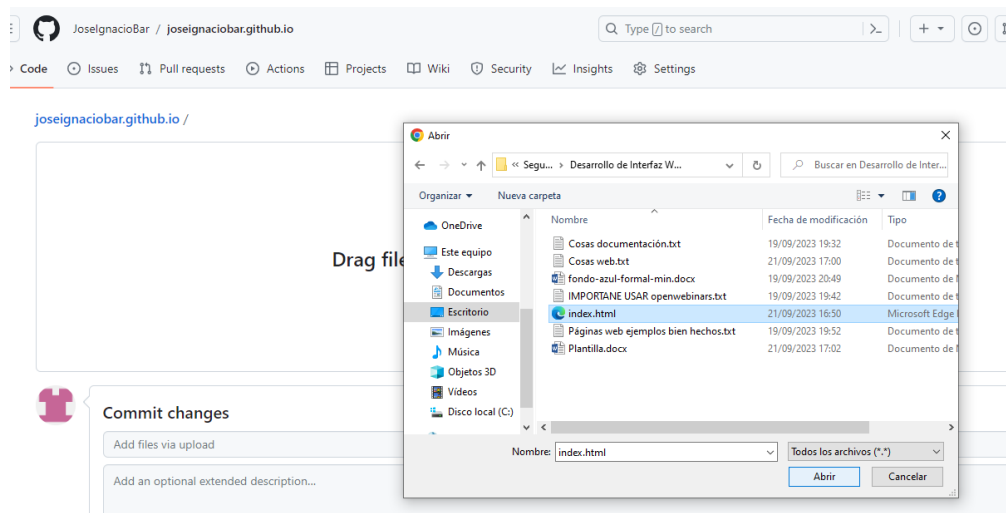 JoseIgnacioBar / joseignaciobar.github.io
Type / to search
Code Issues Pull requests Actions Projects Wiki Security Insights Settings
joseignaciobar.github.io /
Drag file
Commit changes
Add files via upload
Add an optional extended description...
Abrir
« Segu... › Desarrollo de Interfaz W...
Buscar en Desarrollo de Inter...
Organizar Nueva carpeta
OneDrive
Este equipo
Descargas
Documentos
Escritorio
Imágenes
Música
Objetos 3D
Vídeos
Disco local (C:)
Nombre Fecha de modificación Tipo
Cosas documentación.txt 19/09/2023 19:32 Documento de t
Cosas web.txt 21/09/2023 17:00 Documento de t
fondo-azul-formal-min.docx 19/09/2023 20:49 Documento de
IMPORTANE USAR openwebinars.txt 19/09/2023 19:42 Documento de t
index.html 21/09/2023 16:50 Microsoft Edge
Páginas web ejemplos bien hechos.txt 19/09/2023 19:52 Documento de t
Plantilla.docx 21/09/2023 17:02 Documento de
Nombre: index.html Todos los archivos (*.*)
Abrir Cancelar